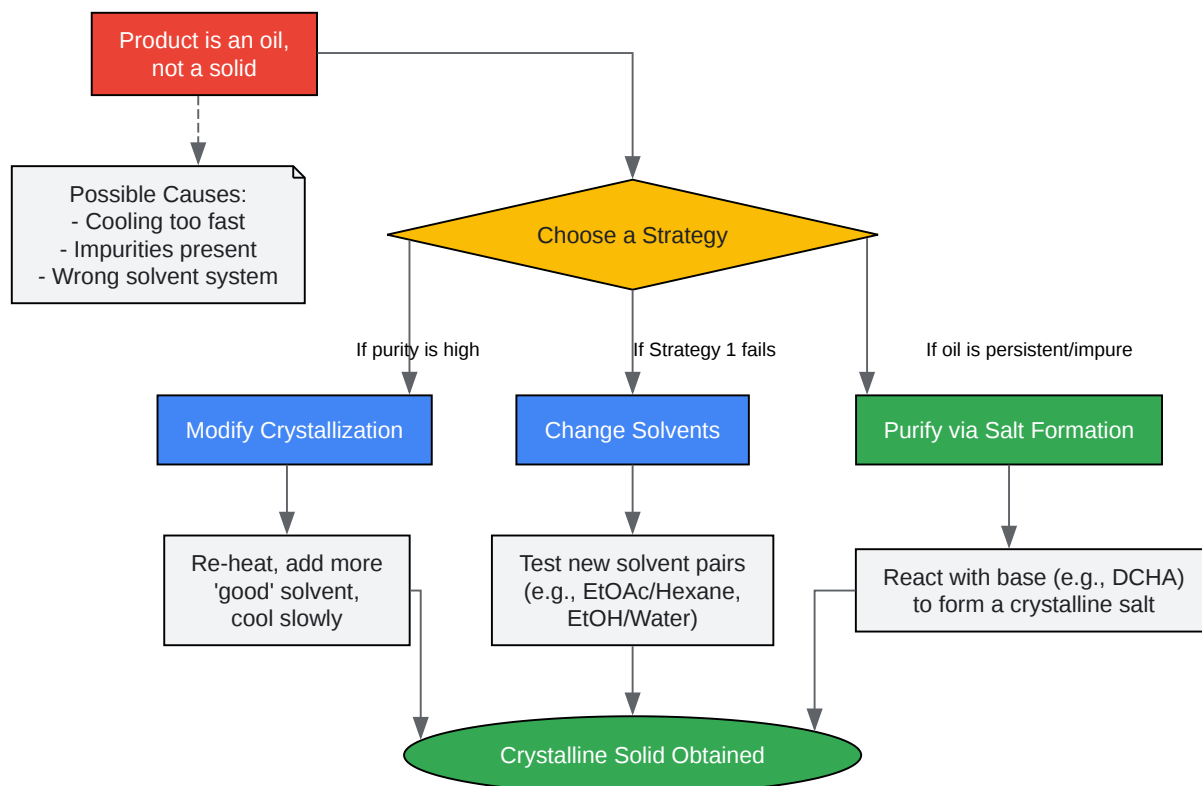 Product is an oil,
not a solid
Possible Causes:
- Cooling too fast
- Impurities present
- Wrong solvent system
Choose a Strategy
If purity is high
If Strategy 1 fails
If oil is persistent/impure
Modify Crystallization
Change Solvents
Purify via Salt Formation
Re-heat, add more
'good' solvent,
cool slowly
Test new solvent pairs
(e.g., EtOAc/Hexane,
EtOH/Water)
React with base (e.g., DCHA)
to form a crystalline salt
Crystalline Solid Obtained